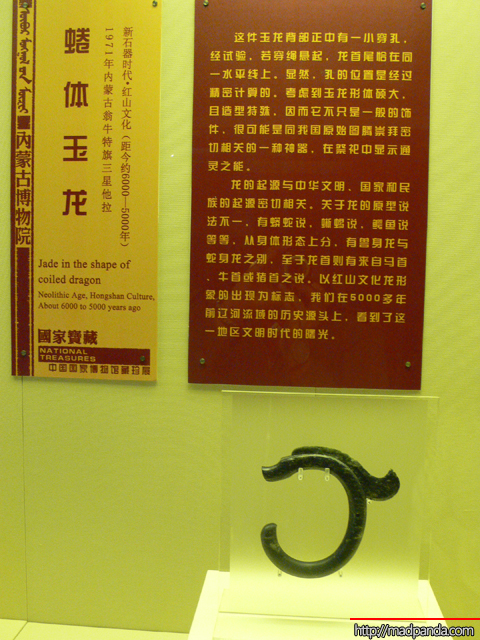 内蒙古博物院
蜷体玉龙
新石器时代·红山文化（距今约6000—5000年）
1971年内蒙古翁牛特旗三星他拉
Jade in the shape of
coiled dragon
Neolithic Age, Hongshan Culture,
About 6000 to 5000 years ago
國家寶藏
NATIONAL
TREASURES
中国国家博物馆藏珍展
这件玉龙背部正中有一小穿孔，
经试验，若穿绳悬起，龙首尾恰在同
一水平线上，显然，孔的位置是经过
精密计算的。考虑到玉龙形体硕大，
且造型特殊，因而它不只是一般的饰
件，很可能是同我国原始图腾崇拜密
切相关的一种神器，在祭祀中显示通
灵之能。
龙的起源与中华文明、国家和民
族的起源密切相关。关于龙的原型说
法不一，有蟒蛇说，蜥蜴说，鳄鱼说
等等，从身体形态上分，有兽身龙与
蛇身龙之别，至于龙首则有来自马首
、牛首或猪首之说。以红山文化龙形
象的出现为标志，我们在5000多年
前辽河流域的历史源头上，看到了这
一地区文明时代的曙光。
http://madpanda.com